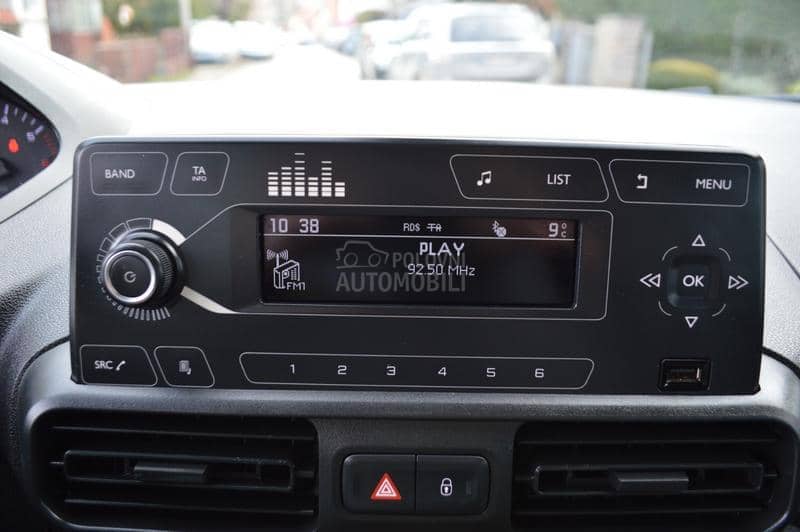 BAND
TA
INFO
LIST
MENU
10 38 RDS TA 9°C
PLAY
92.50 MHz
FM1
POLOVNI
AUTOMOBILI
OK
SRC
1 2 3 4 5 6